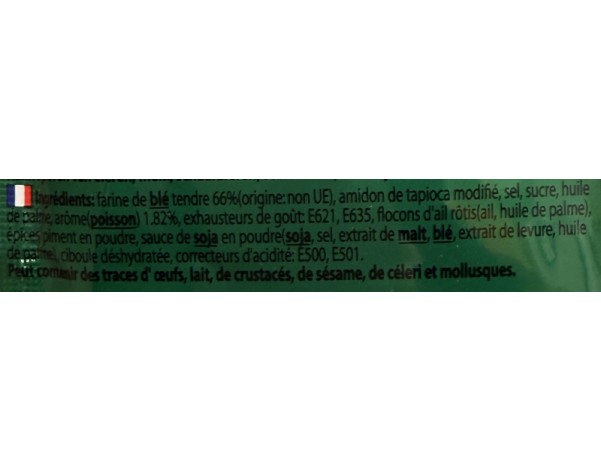 Ingrédients: farine de blé tendre 66%(origine: non UE), amidon de tapioca modifié, sel, sucre, huile
de palme, arôme(poisson) 1.82%, exhausteurs de goût: E621, E635, flocons d'ail rôtis(ail, huile de palme),
épices, piment en poudre, sauce de soja en poudre(soja, sel, extrait de malt, blé, extrait de levure, huile
de palme), ciboule déshydratée, correcteurs d'acidité: E500, E501.
Peut contenir des traces d' œufs, lait, de crustacés, de sésame, de céleri et mollusques.